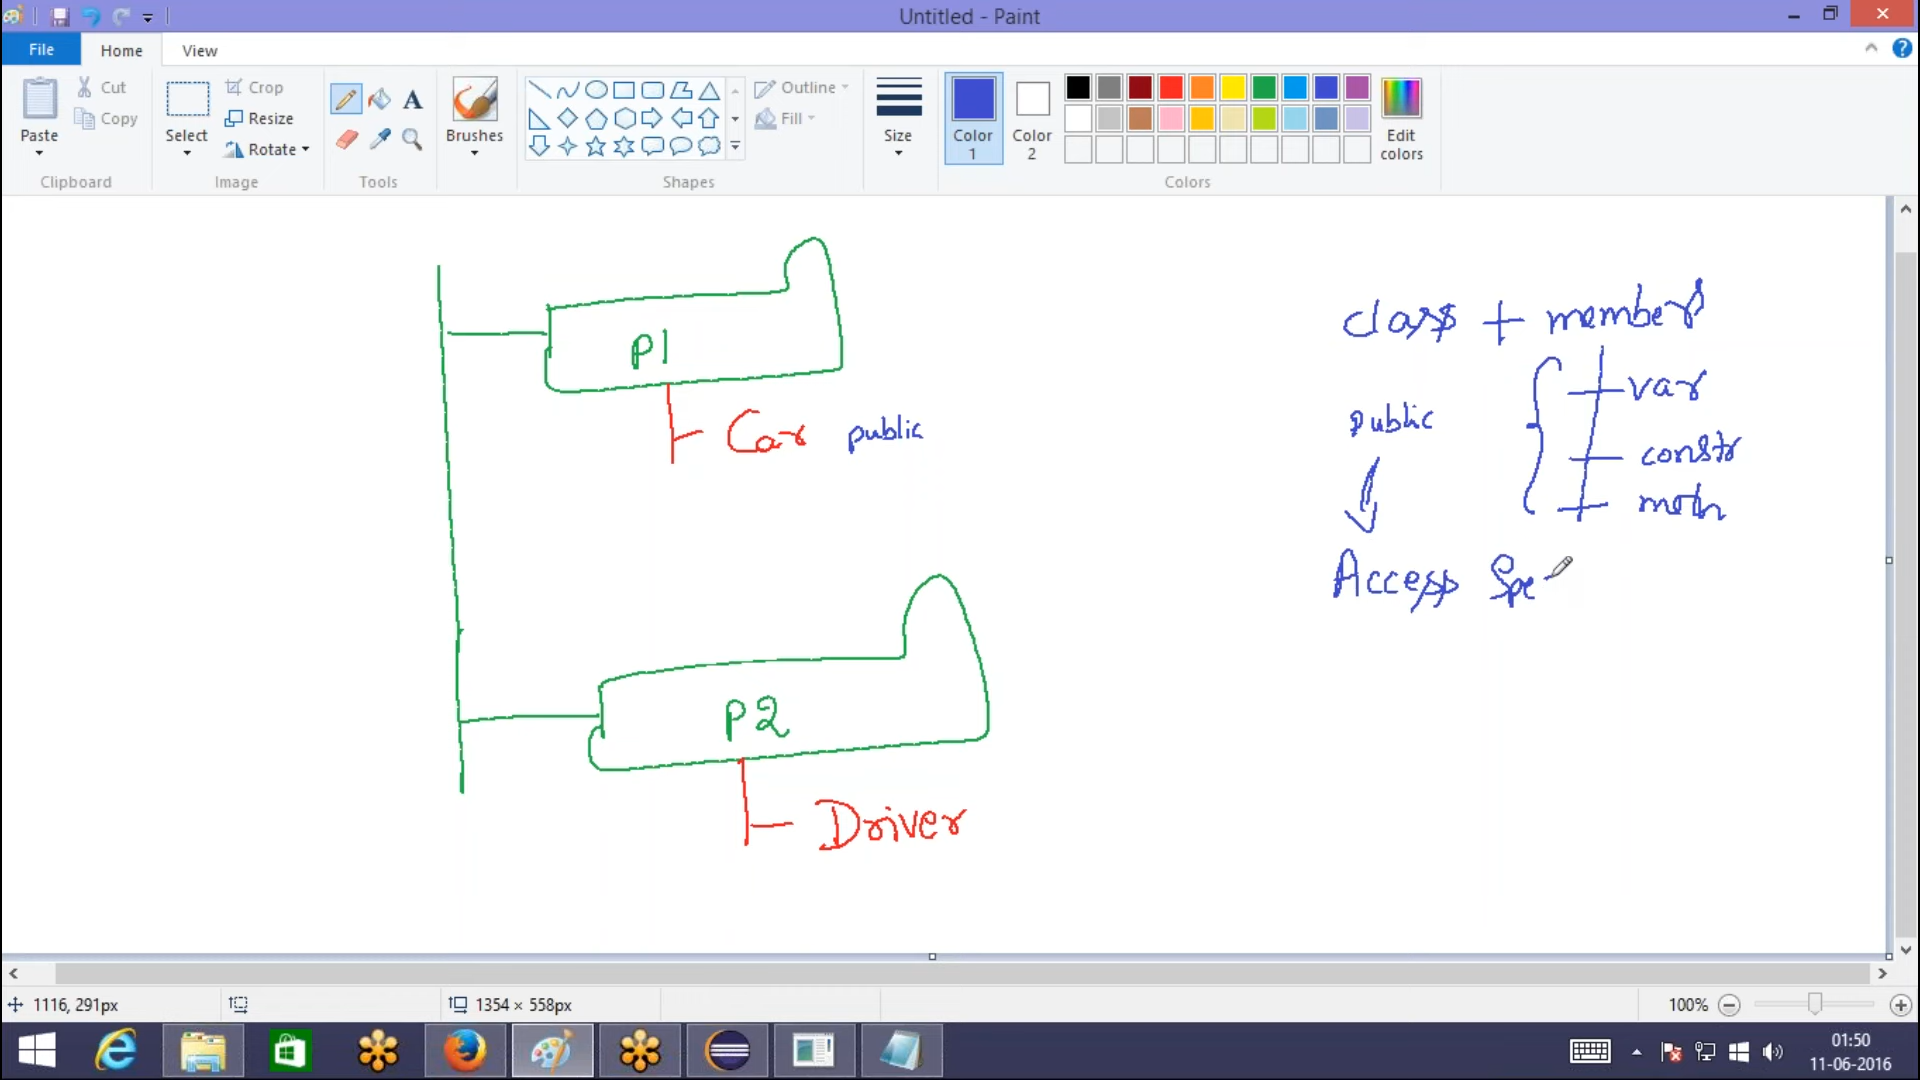 Untitled - Paint
File Home View
Paste Cut Copy Clipboard
Select Crop Resize Rotate Image
Tools
Brushes
Shapes Outline Fill
Size
Color 1 Color 2 Edit colors Colors
P1
Car public
P2
Driver
class + members
var
public
constr
meth
Access Spe
1116, 291px 1354 × 558px 100%
01:50
11-06-2016